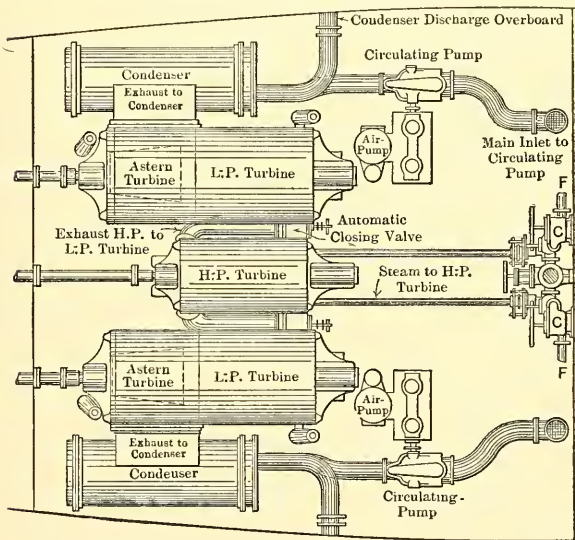 Coudenser Discharge Overboard
Circulating Pump
Condenser
Exhaust to
Condenser
Main Inlet to
Circulating
Pump
Air-
Pump
Astern
Turbine
L:P. Turbine
F
Exhaust H.P. to
L:P. Turbine
Automatic
Closing Valve
C
H:P. Turbine
Steam to H:P.
Turbine
C
F
Astern
Turbine
L:P. Turbine
Air-
Pump
Exhaust to
Condenser
Condeuser
Circulating-
Pump